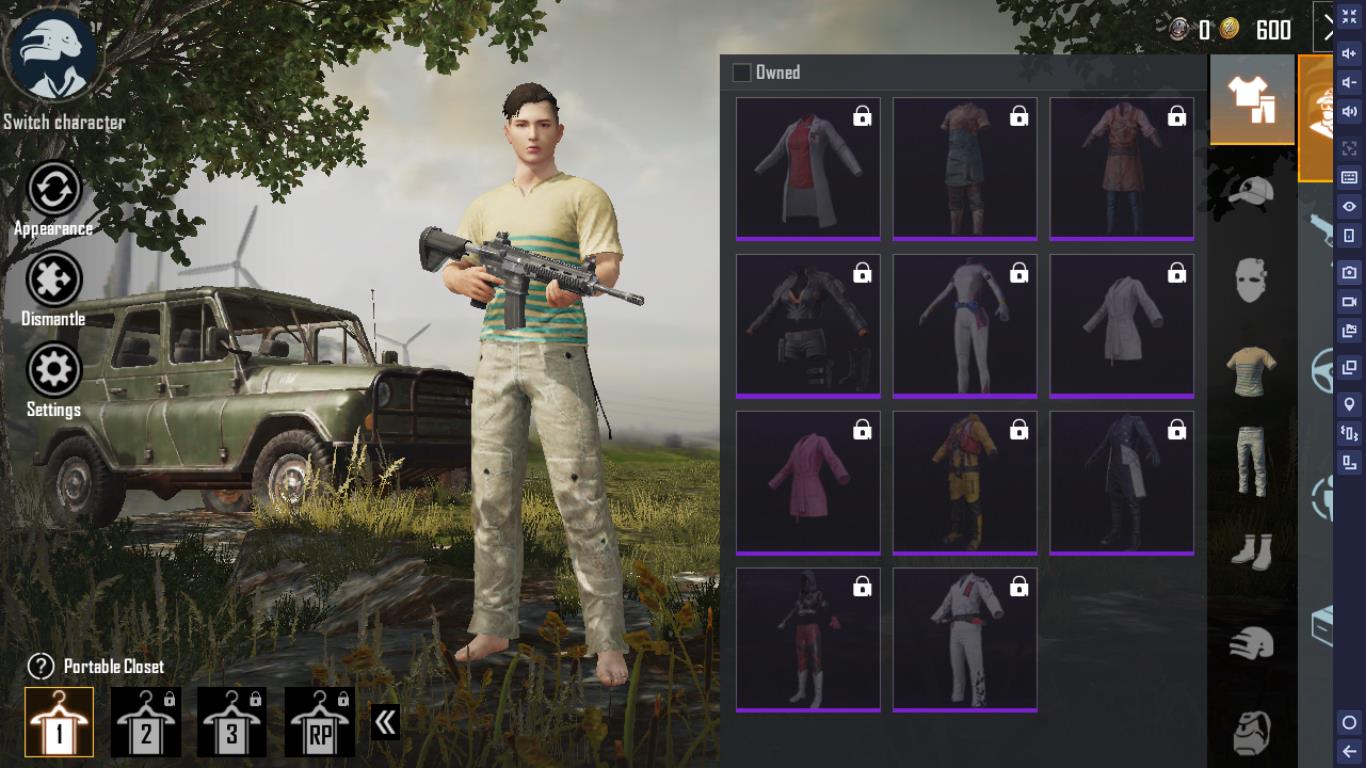 0 600
Owned
Switch character
Appearance
Dismantle
Settings
Portable Closet
1 2 3 RP